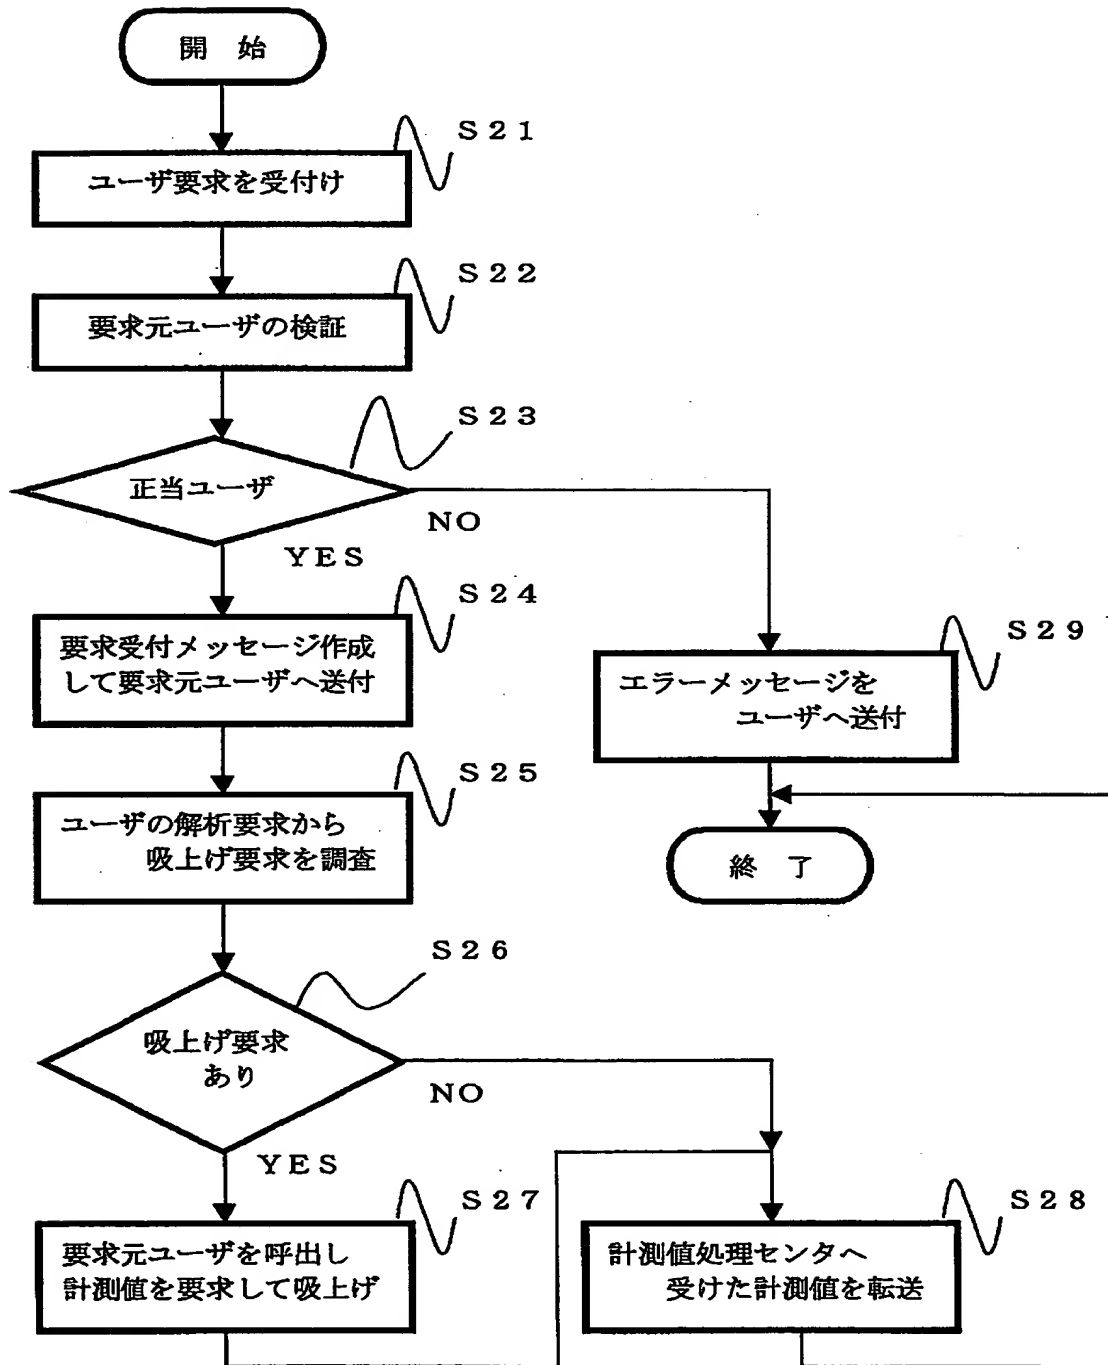 開 始
S21
ユーザ要求を受付け
S22
要求元ユーザの検証
S23
正当ユーザ
NO
YES
S24
要求受付メッセージ作成
して要求元ユーザへ送付
S29
エラーメッセージを
ユーザへ送付
S25
ユーザの解析要求から
吸上げ要求を調査
終 了
S26
吸上げ要求
あり
NO
YES
S27
要求元ユーザを呼出し
計測値を要求して吸上げ
S28
計測値処理センタへ
受けた計測値を転送